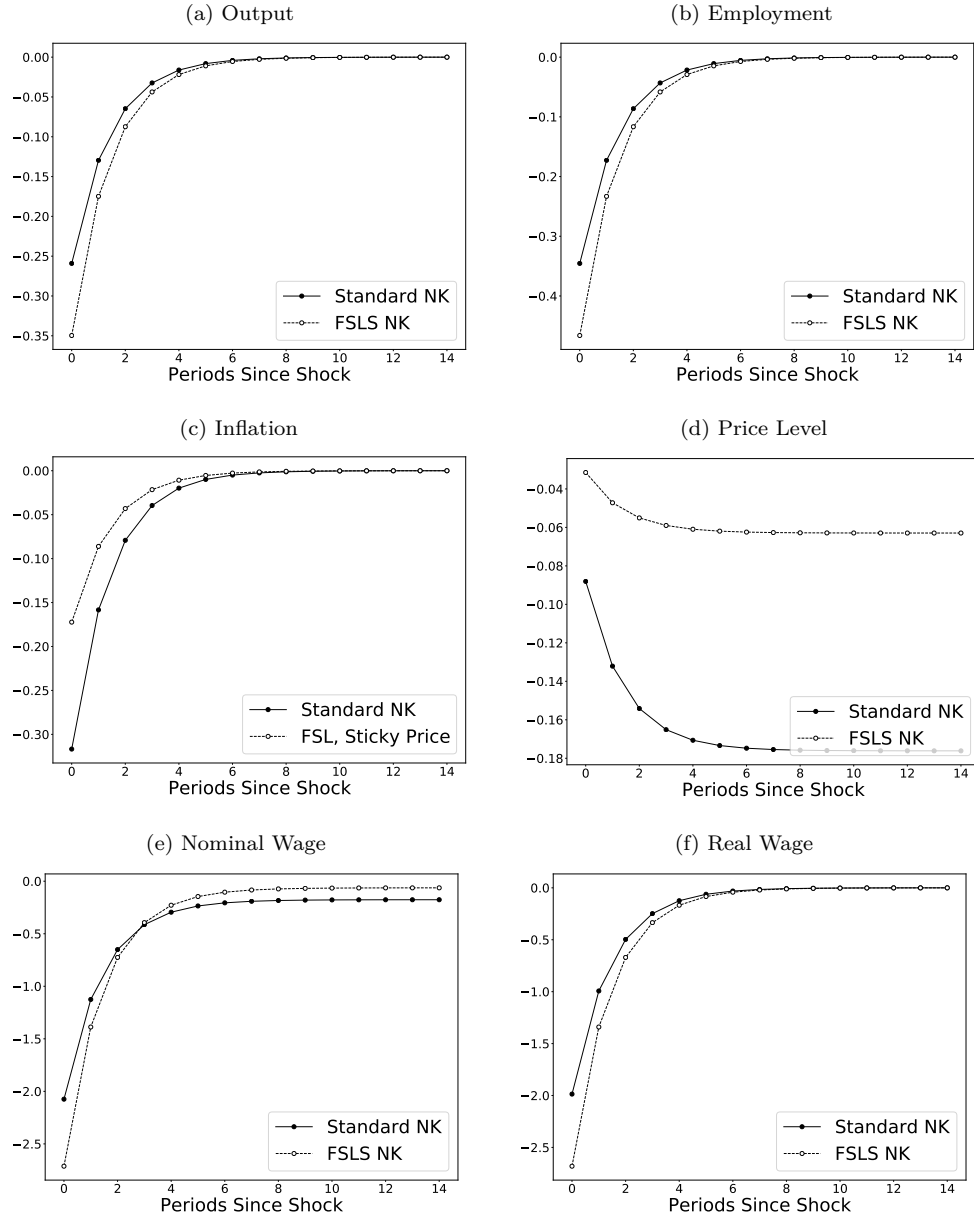 (a) Output
0.00
−0.05
−0.10
−0.15
−0.20
−0.25
−0.30
−0.35
Standard NK
FSLS NK
0 2 4 6 8 10 12 14
Periods Since Shock
(b) Employment
0.0
−0.1
−0.2
−0.3
−0.4
Standard NK
FSLS NK
0 2 4 6 8 10 12 14
Periods Since Shock
(c) Inflation
0.00
−0.05
−0.10
−0.15
−0.20
−0.25
−0.30
Standard NK
FSL, Sticky Price
0 2 4 6 8 10 12 14
Periods Since Shock
(d) Price Level
−0.04
−0.06
−0.08
−0.10
−0.12
−0.14
−0.16
−0.18
Standard NK
FSLS NK
0 2 4 6 8 10 12 14
Periods Since Shock
(e) Nominal Wage
0.0
−0.5
−1.0
−1.5
−2.0
−2.5
Standard NK
FSLS NK
0 2 4 6 8 10 12 14
Periods Since Shock
(f) Real Wage
0.0
−0.5
−1.0
−1.5
−2.0
−2.5
Standard NK
FSLS NK
0 2 4 6 8 10 12 14
Periods Since Shock